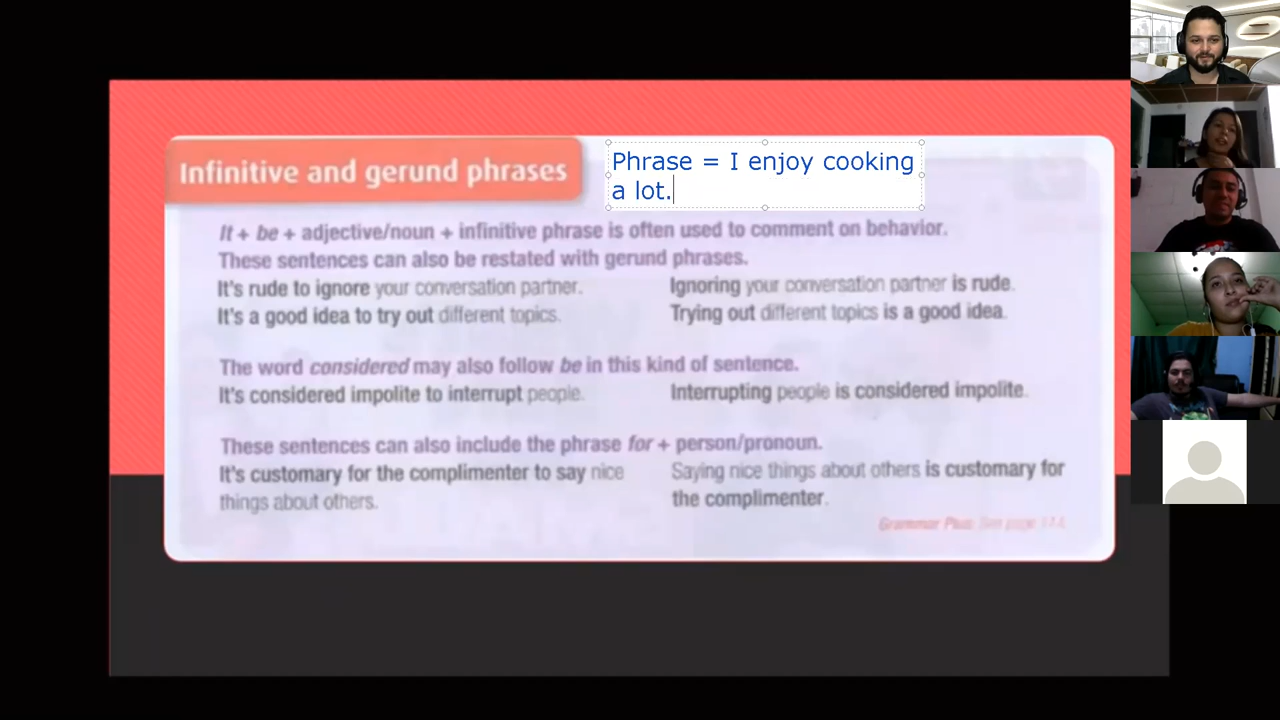 Infinitive and gerund phrases
Phrase = I enjoy cooking
a lot.
It + be + adjective/noun + infinitive phrase is often used to comment on behavior.
These sentences can also be restated with gerund phrases.
It's rude to ignore your conversation partner. Ignoring your conversation partner is rude.
It's a good idea to try out different topics. Trying out different topics is a good idea.
The word considered may also follow be in this kind of sentence.
It's considered impolite to interrupt people. Interrupting people is considered impolite.
These sentences can also include the phrase for + person/pronoun.
It's customary for the complimenter to say nice Saying nice things about others is customary for
things about others. the complimenter.
Grammar Plus: See page